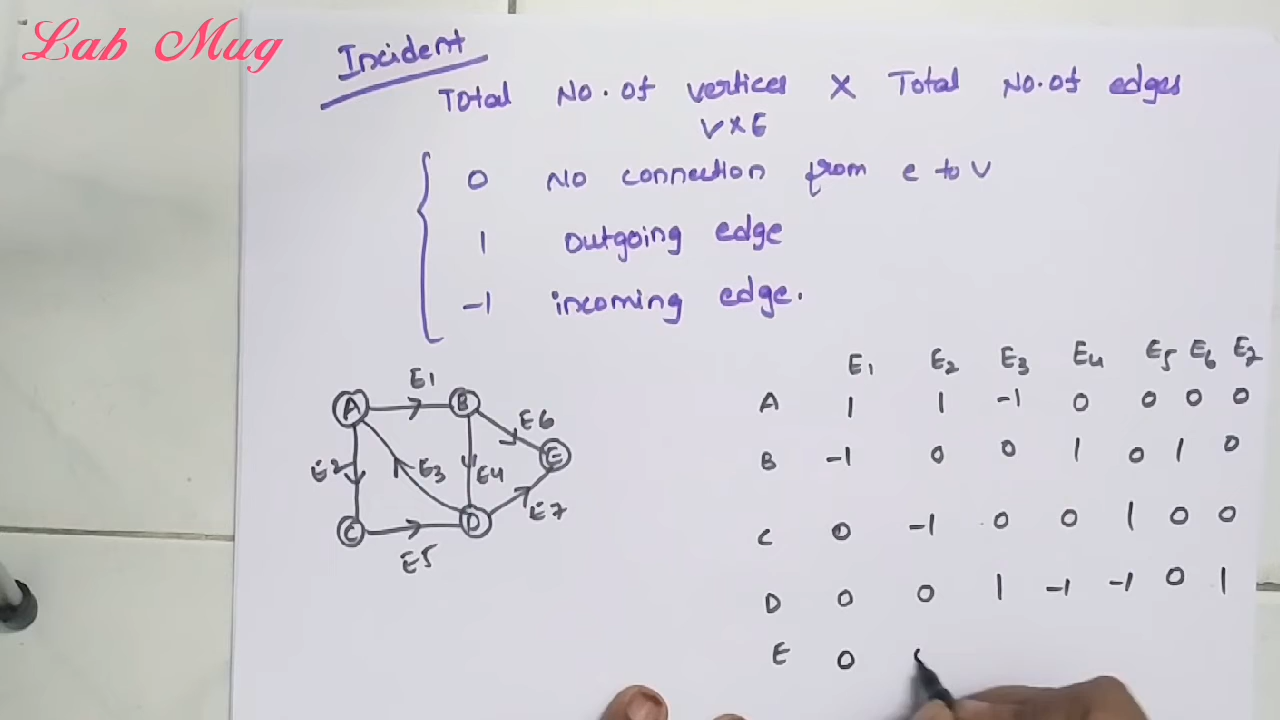 Lab Mug
Incident
Total No. of vertices X Total No. of edges
V X E
0 No connection from e to V
1 outgoing edge
-1 incoming edge.
E1 E2 E3 E4 E5 E6 E7
A 1 1 -1 0 0 0 0
B -1 0 0 1 0 1 0
C 0 -1 0 0 1 0 0
D 0 0 1 -1 -1 0 1
E 0
E1
A B
E6
E2 E3 E4 E
E7
C D
E5